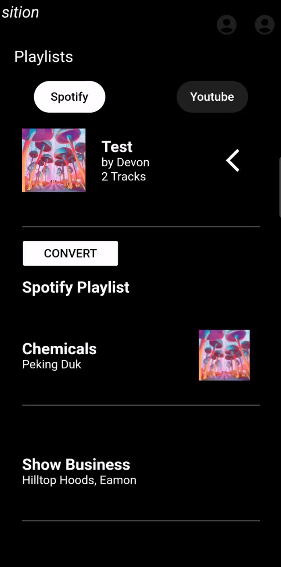 sition
Playlists
Spotify
Youtube
Test
by Devon
2 Tracks
CONVERT
Spotify Playlist
Chemicals
Peking Duk
Show Business
Hilltop Hoods, Eamon